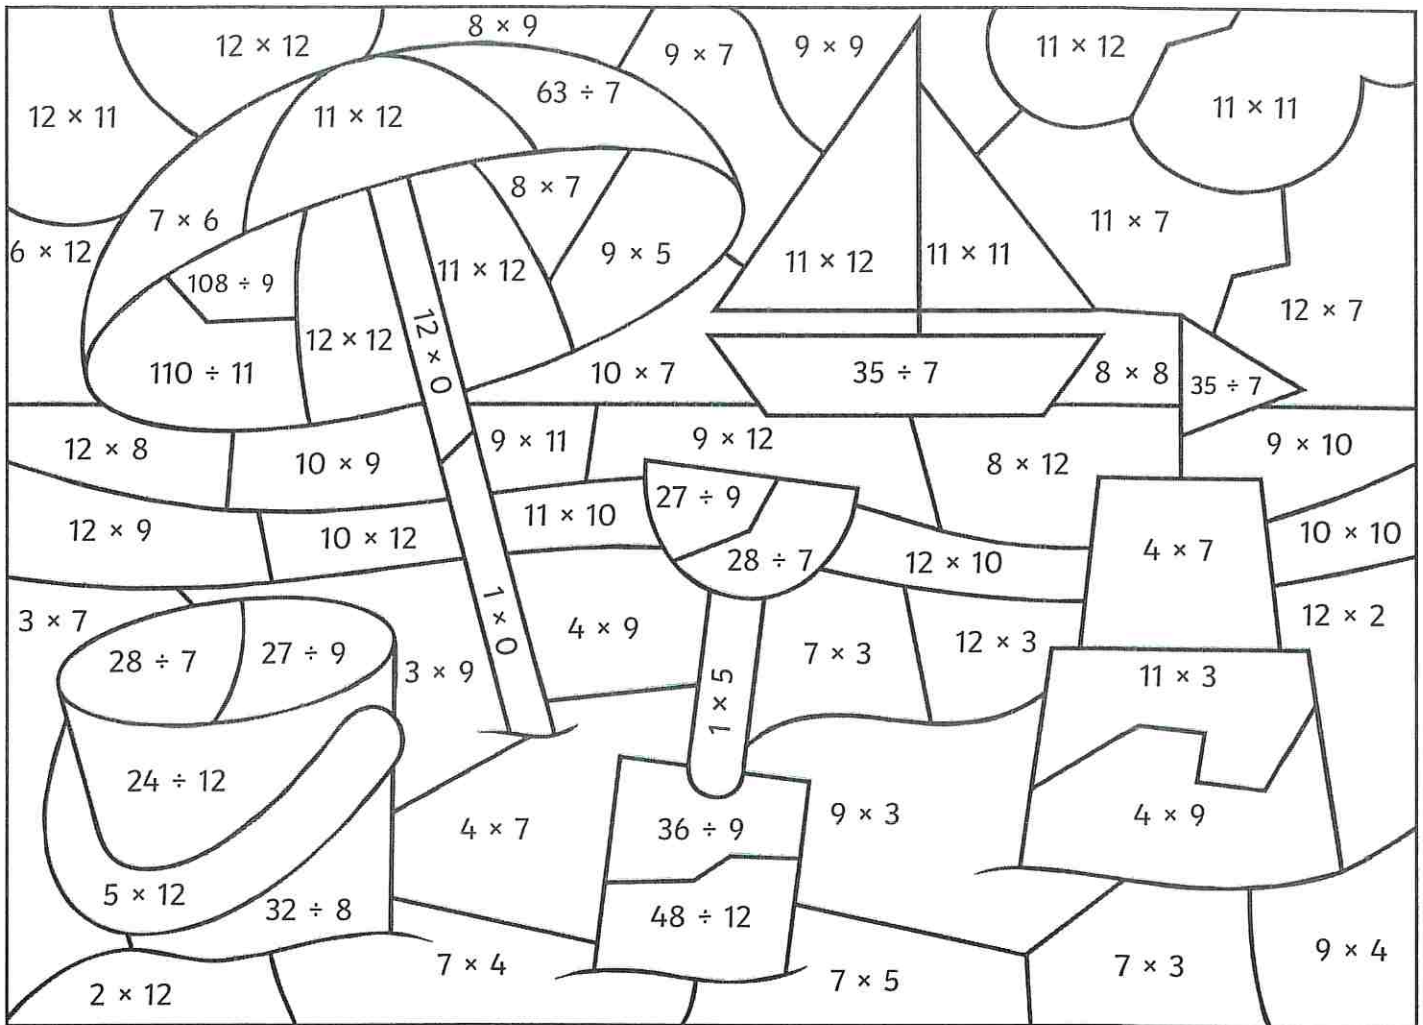 12 × 12
8 × 9
9 × 7
9 × 9
11 × 12
12 × 11
11 × 12
63 ÷ 7
11 × 11
7 × 6
8 × 7
11 × 7
6 × 12
108 ÷ 9
11 × 12
9 × 5
11 × 12
11 × 11
12 × 7
110 ÷ 11
12 × 12
12 × 0
10 × 7
35 ÷ 7
8 × 8
35 ÷ 7
12 × 8
10 × 9
9 × 11
9 × 12
8 × 12
9 × 10
12 × 9
10 × 12
11 × 10
27 ÷ 9
28 ÷ 7
12 × 10
4 × 7
10 × 10
3 × 7
28 ÷ 7
27 ÷ 9
3 × 9
1 × 0
4 × 9
1 × 5
7 × 3
12 × 3
11 × 3
12 × 2
24 ÷ 12
4 × 7
36 ÷ 9
9 × 3
4 × 9
5 × 12
32 ÷ 8
48 ÷ 12
2 × 12
7 × 4
7 × 5
7 × 3
9 × 4